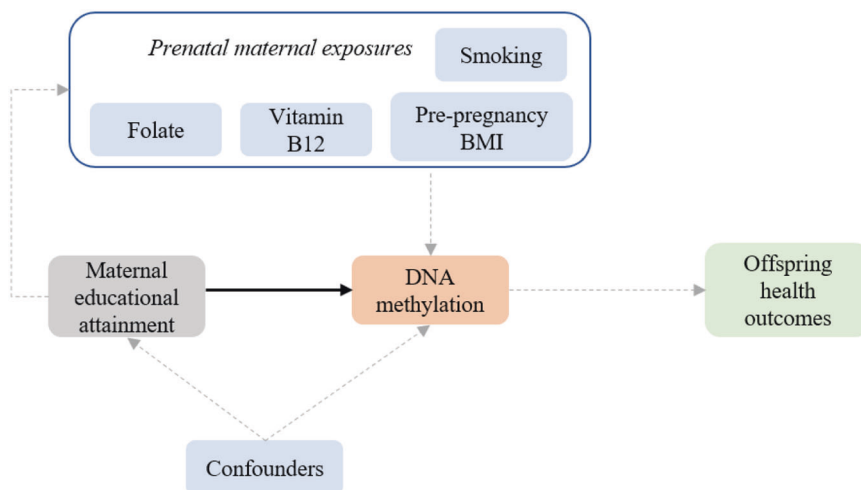 Prenatal maternal exposures
Smoking
Folate
Vitamin
B12
Pre-pregnancy
BMI
Maternal
educational
attainment
DNA
methylation
Offspring
health
outcomes
Confounders